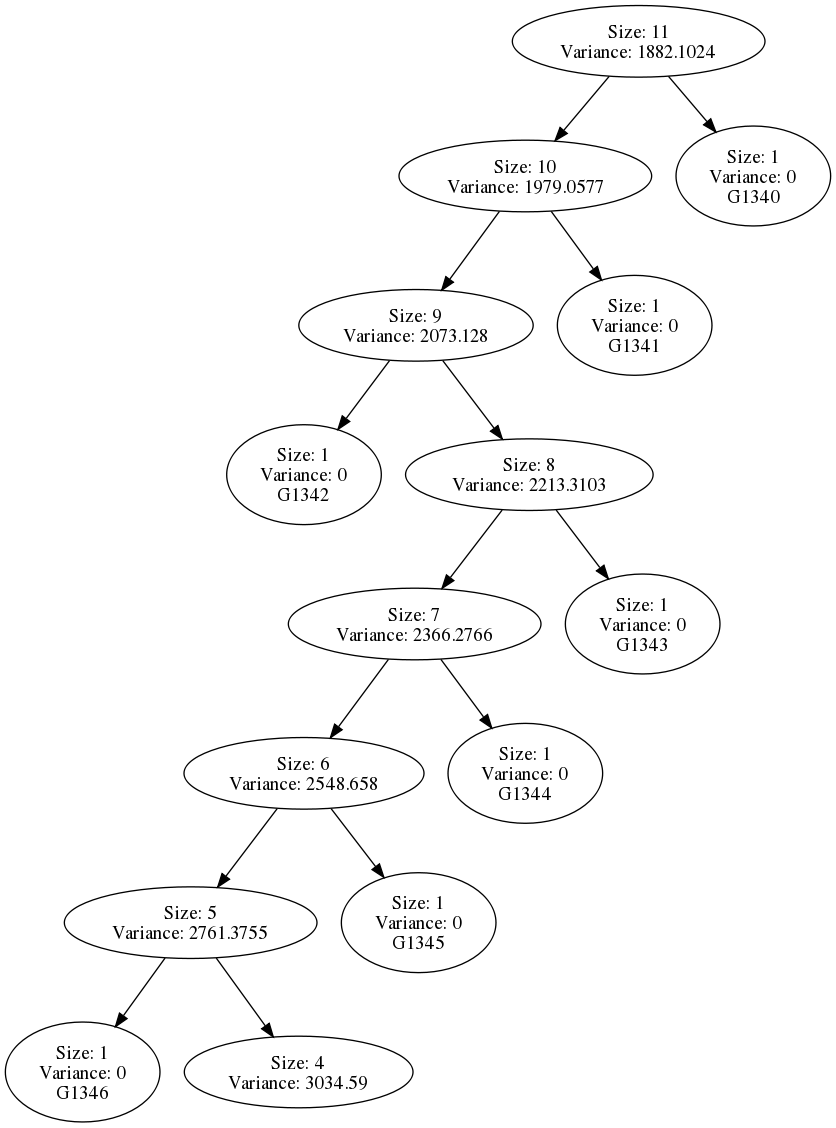 Size: 11
Variance: 1882.1024
Size: 10
Variance: 1979.0577
Size: 1
Variance: 0
G1340
Size: 9
Variance: 2073.128
Size: 1
Variance: 0
G1341
Size: 1
Variance: 0
G1342
Size: 8
Variance: 2213.3103
Size: 7
Variance: 2366.2766
Size: 1
Variance: 0
G1343
Size: 6
Variance: 2548.658
Size: 1
Variance: 0
G1344
Size: 5
Variance: 2761.3755
Size: 1
Variance: 0
G1345
Size: 1
Variance: 0
G1346
Size: 4
Variance: 3034.59